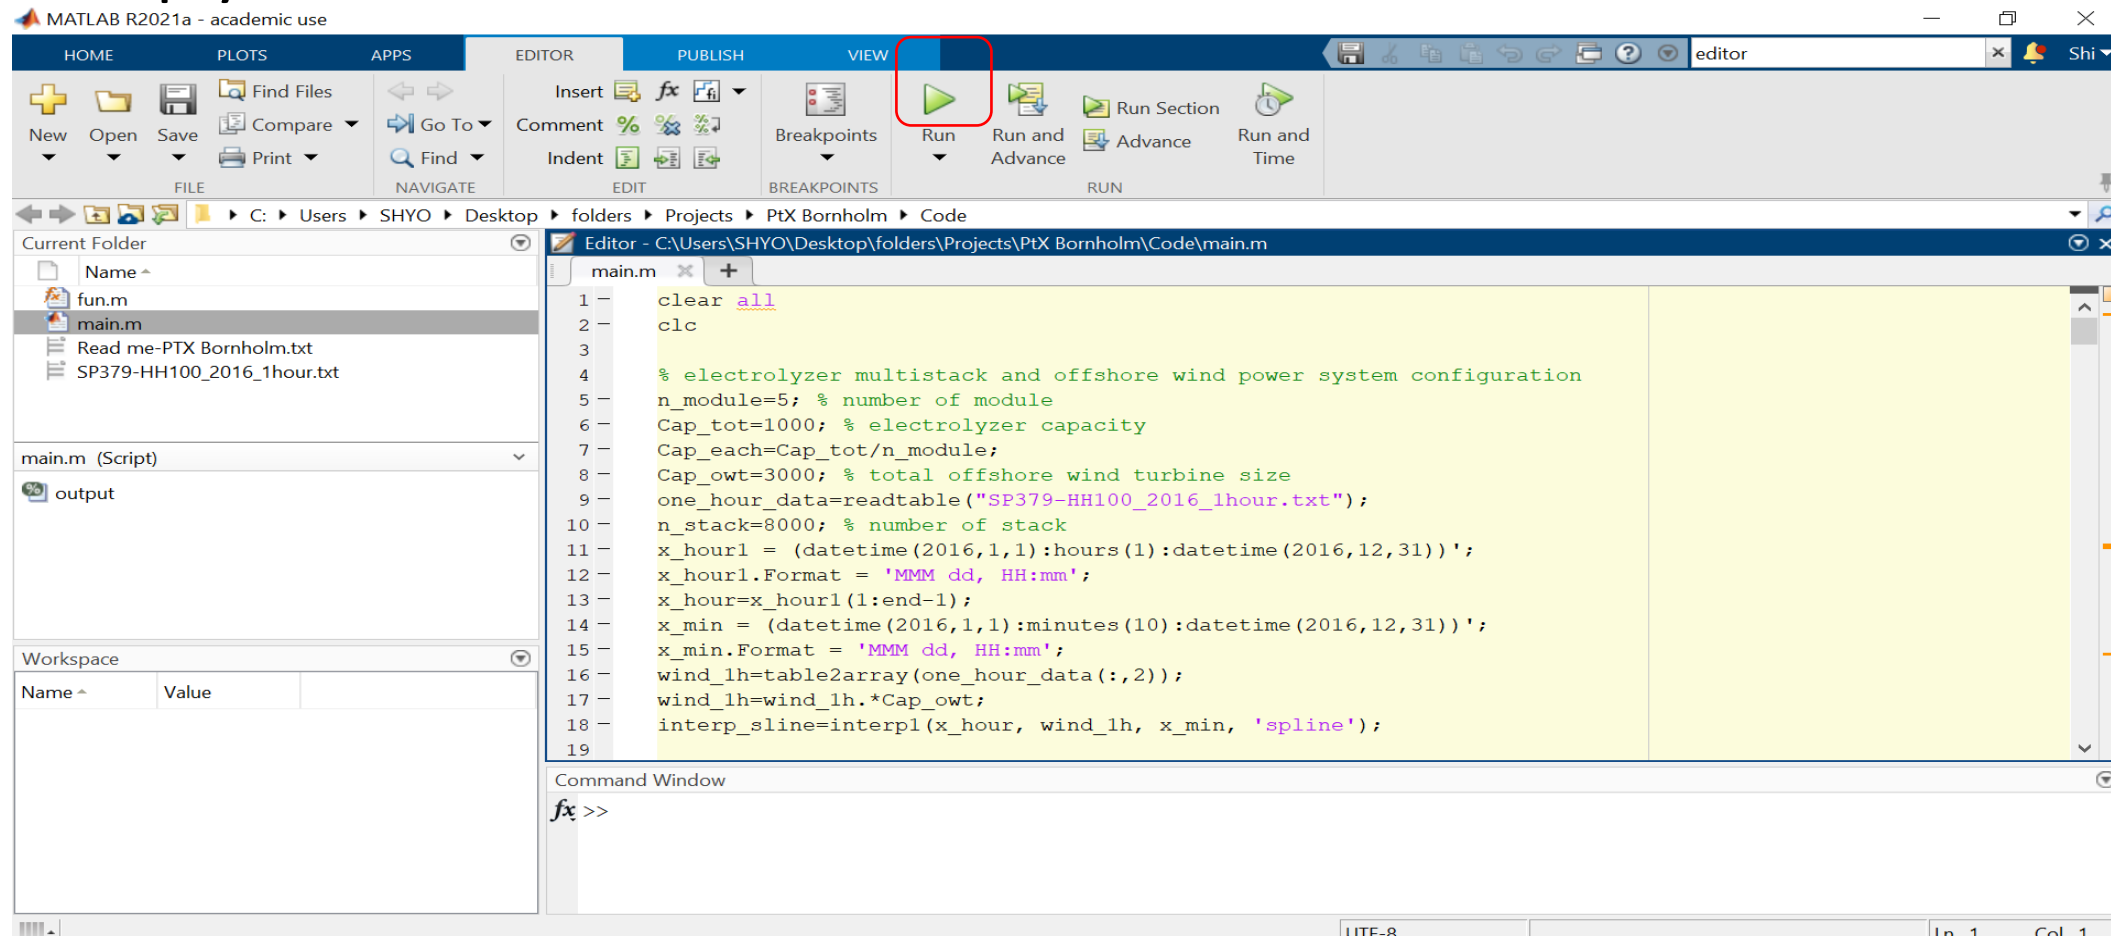 MATLAB R2021a - academic use
HOME PLOTS APPS EDITOR PUBLISH VIEW editor Shi
New Open Save Find Files Compare Print
FILE
Go To Find
NAVIGATE
Insert fx fi
Comment
Indent
EDIT
Breakpoints
BREAKPOINTS
Run Run and Advance Run Section Advance Run and Time
RUN
C: Users SHYO Desktop folders Projects PtX Bornholm Code
Current Folder
Name
fun.m
main.m
Read me-PTX Bornholm.txt
SP379-HH100_2016_1hour.txt
main.m (Script)
output
Workspace
Name Value
Editor - C:\Users\SHYO\Desktop\folders\Projects\PtX Bornholm\Code\main.m
main.m
1 clear all
2 clc
3
4 % electrolyzer multistack and offshore wind power system configuration
5 n_module=5; % number of module
6 Cap_tot=1000; % electrolyzer capacity
7 Cap_each=Cap_tot/n_module;
8 Cap_owt=3000; % total offshore wind turbine size
9 one_hour_data=readtable("SP379-HH100_2016_1hour.txt");
10 n_stack=8000; % number of stack
11 x_hour1 = (datetime(2016,1,1):hours(1):datetime(2016,12,31))';
12 x_hour1.Format = 'MMM dd, HH:mm';
13 x_hour=x_hour1(1:end-1);
14 x_min = (datetime(2016,1,1):minutes(10):datetime(2016,12,31))';
15 x_min.Format = 'MMM dd, HH:mm';
16 wind_1h=table2array(one_hour_data(:,2));
17 wind_1h=wind_1h.*Cap_owt;
18 interp_sline=interp1(x_hour, wind_1h, x_min, 'spline');
19
Command Window
fx >>
UTF-8 Ln 1 Col 1